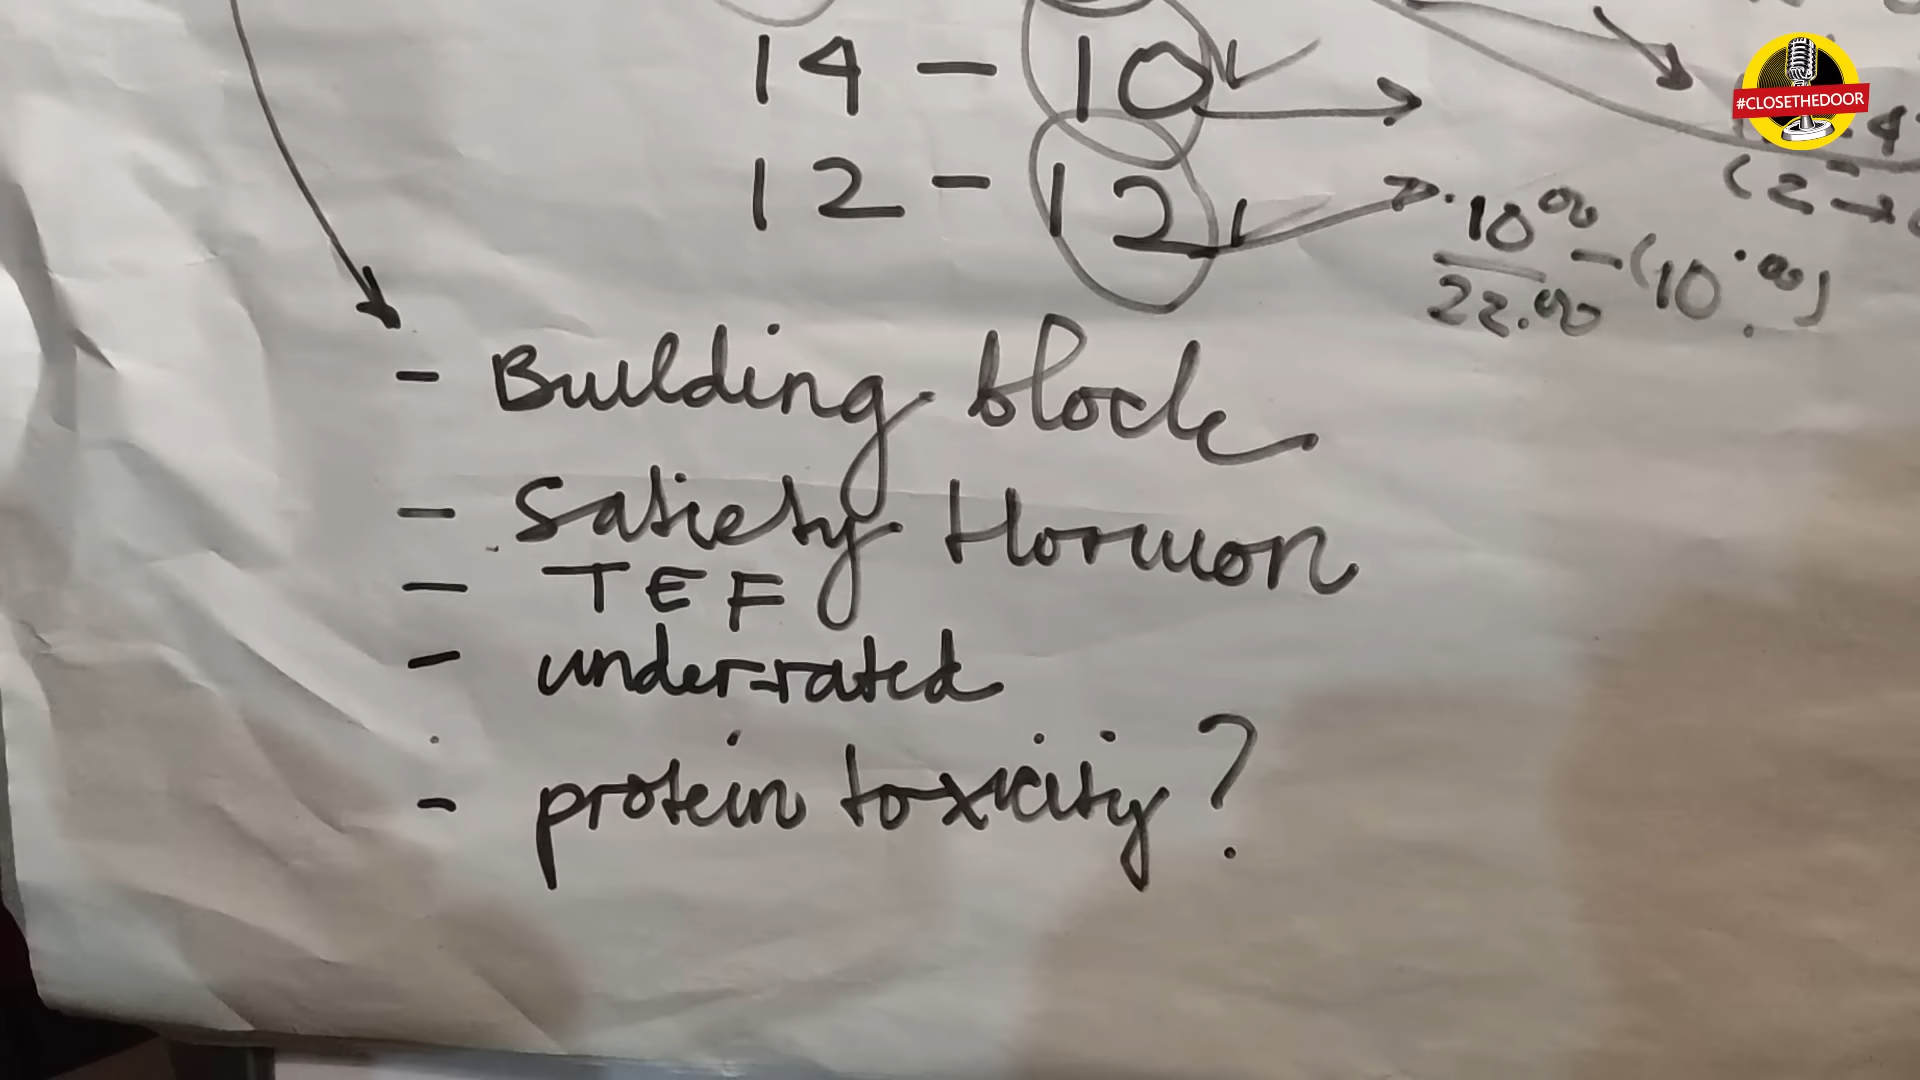 14 - 10
#CLOSETHEDOOR
12 - 12
10 00 - (10.00)
22.00
(2 →
- Building block
- Satiety Hormon
- TEF
- under-rated
- protein toxicity?